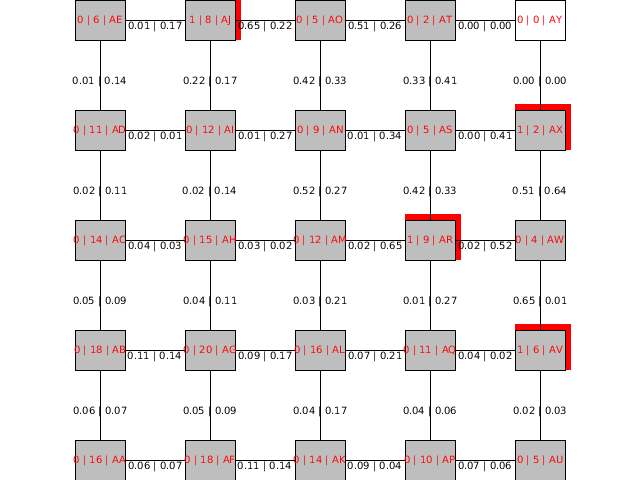 0 | 6 | AE 0.01 | 0.17 1 | 8 | AJ 0.65 | 0.22 0 | 5 | AO 0.51 | 0.26 0 | 2 | AT 0.00 | 0.00 0 | 0 | AY
0.01 | 0.14 0.22 | 0.17 0.42 | 0.33 0.33 | 0.41 0.00 | 0.00
0 | 11 | AD 0.02 | 0.01 0 | 12 | AI 0.01 | 0.27 0 | 9 | AN 0.01 | 0.34 0 | 5 | AS 0.00 | 0.41 1 | 2 | AX
0.02 | 0.11 0.02 | 0.14 0.52 | 0.27 0.42 | 0.33 0.51 | 0.64
0 | 14 | AC 0.04 | 0.03 0 | 15 | AH 0.03 | 0.02 0 | 12 | AM 0.02 | 0.65 1 | 9 | AR 0.02 | 0.52 0 | 4 | AW
0.05 | 0.09 0.04 | 0.11 0.03 | 0.21 0.01 | 0.27 0.65 | 0.01
0 | 18 | AB 0.11 | 0.14 0 | 20 | AG 0.09 | 0.17 0 | 16 | AL 0.07 | 0.21 0 | 11 | AQ 0.04 | 0.02 1 | 6 | AV
0.06 | 0.07 0.05 | 0.09 0.04 | 0.17 0.04 | 0.06 0.02 | 0.03
0 | 16 | AA 0.06 | 0.07 0 | 18 | AF 0.11 | 0.14 0 | 14 | AK 0.09 | 0.04 0 | 10 | AP 0.07 | 0.06 0 | 5 | AU